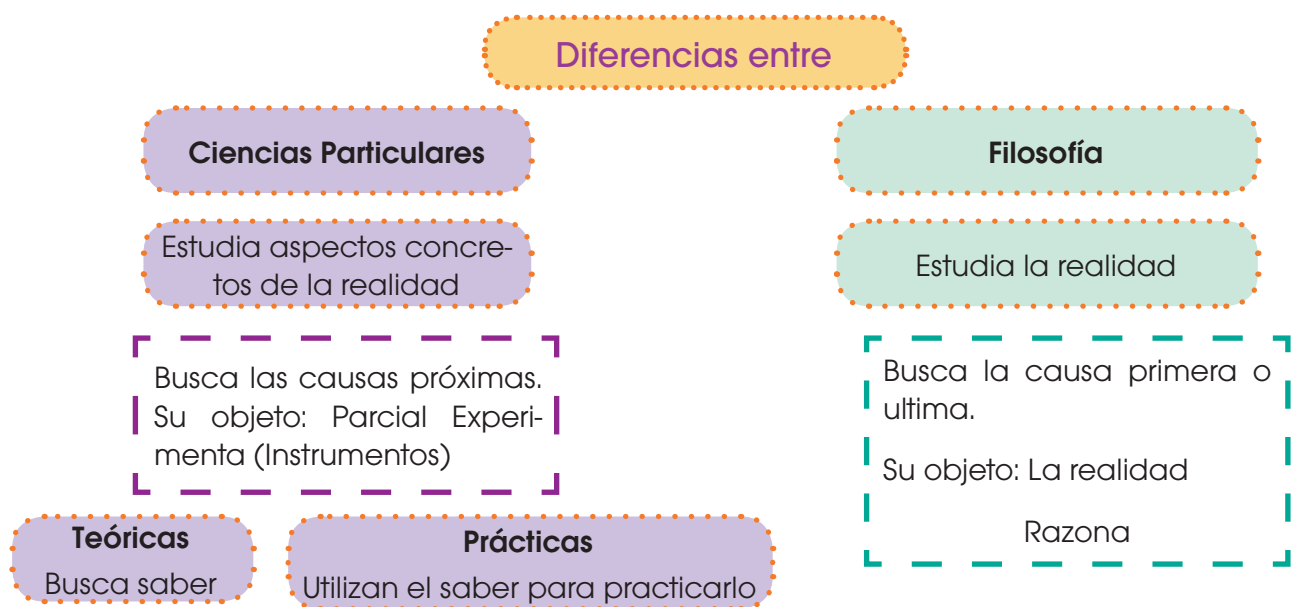 Diferencias entre
Ciencias Particulares
Estudia aspectos concre-
tos de la realidad
Busca las causas próximas.
Su objeto: Parcial Experi-
menta (Instrumentos)
Teóricas
Busca saber
Prácticas
Utilizan el saber para practicarlo
Filosofía
Estudia la realidad
Busca la causa primera o
ultima.
Su objeto: La realidad
Razona